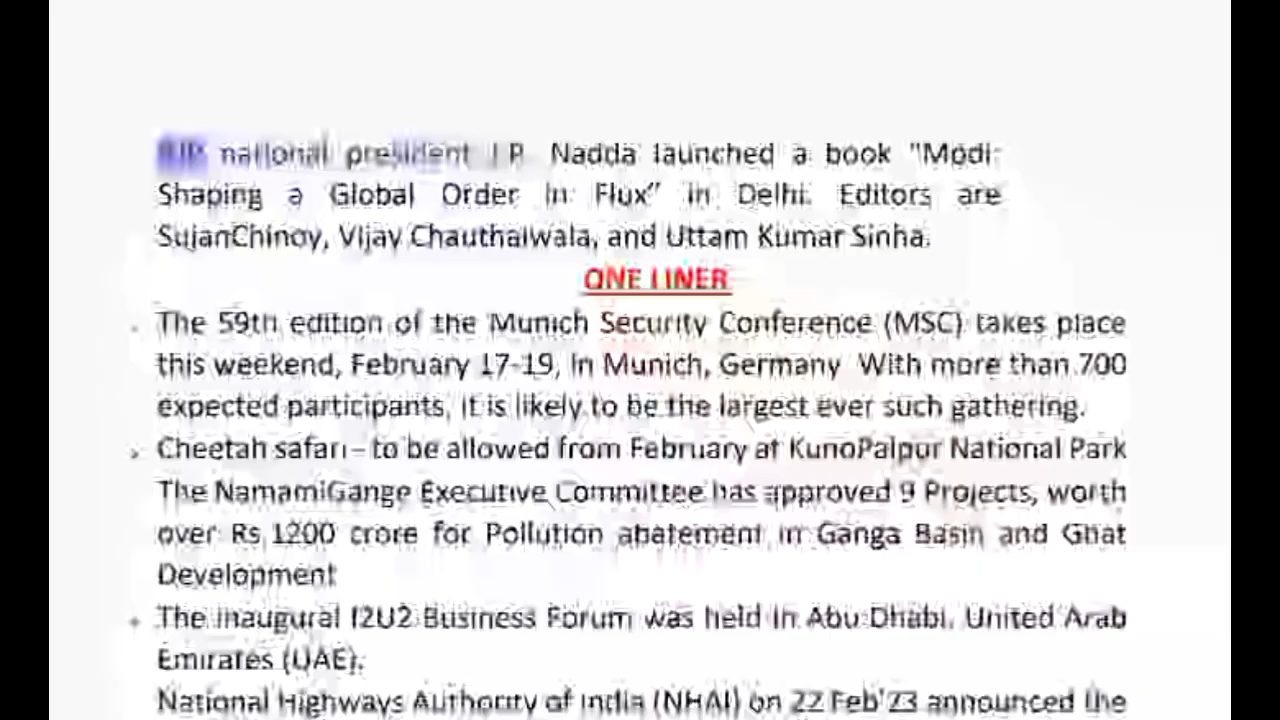 BJP national president J.P. Nadda launched a book "Modi:
Shaping a Global Order in Flux" in Delhi. Editors are
SujanChinoy, Vijay Chauthaiwala, and Uttam Kumar Sinha.
ONE LINER
The 59th edition of the Munich Security Conference (MSC) takes place
this weekend, February 17-19, in Munich, Germany With more than 700
expected participants, it is likely to be the largest ever such gathering.
Cheetah safari – to be allowed from February at KunoPalpur National Park
The NamamiGange Executive Committee has approved 9 Projects, worth
over Rs 1200 crore for Pollution abatement in Ganga Basin and Ghat
Development
The inaugural I2U2 Business Forum was held in Abu Dhabi, United Arab
Emirates (UAE).
National Highways Authority of India (NHAI) on 22 Feb'23 announced the